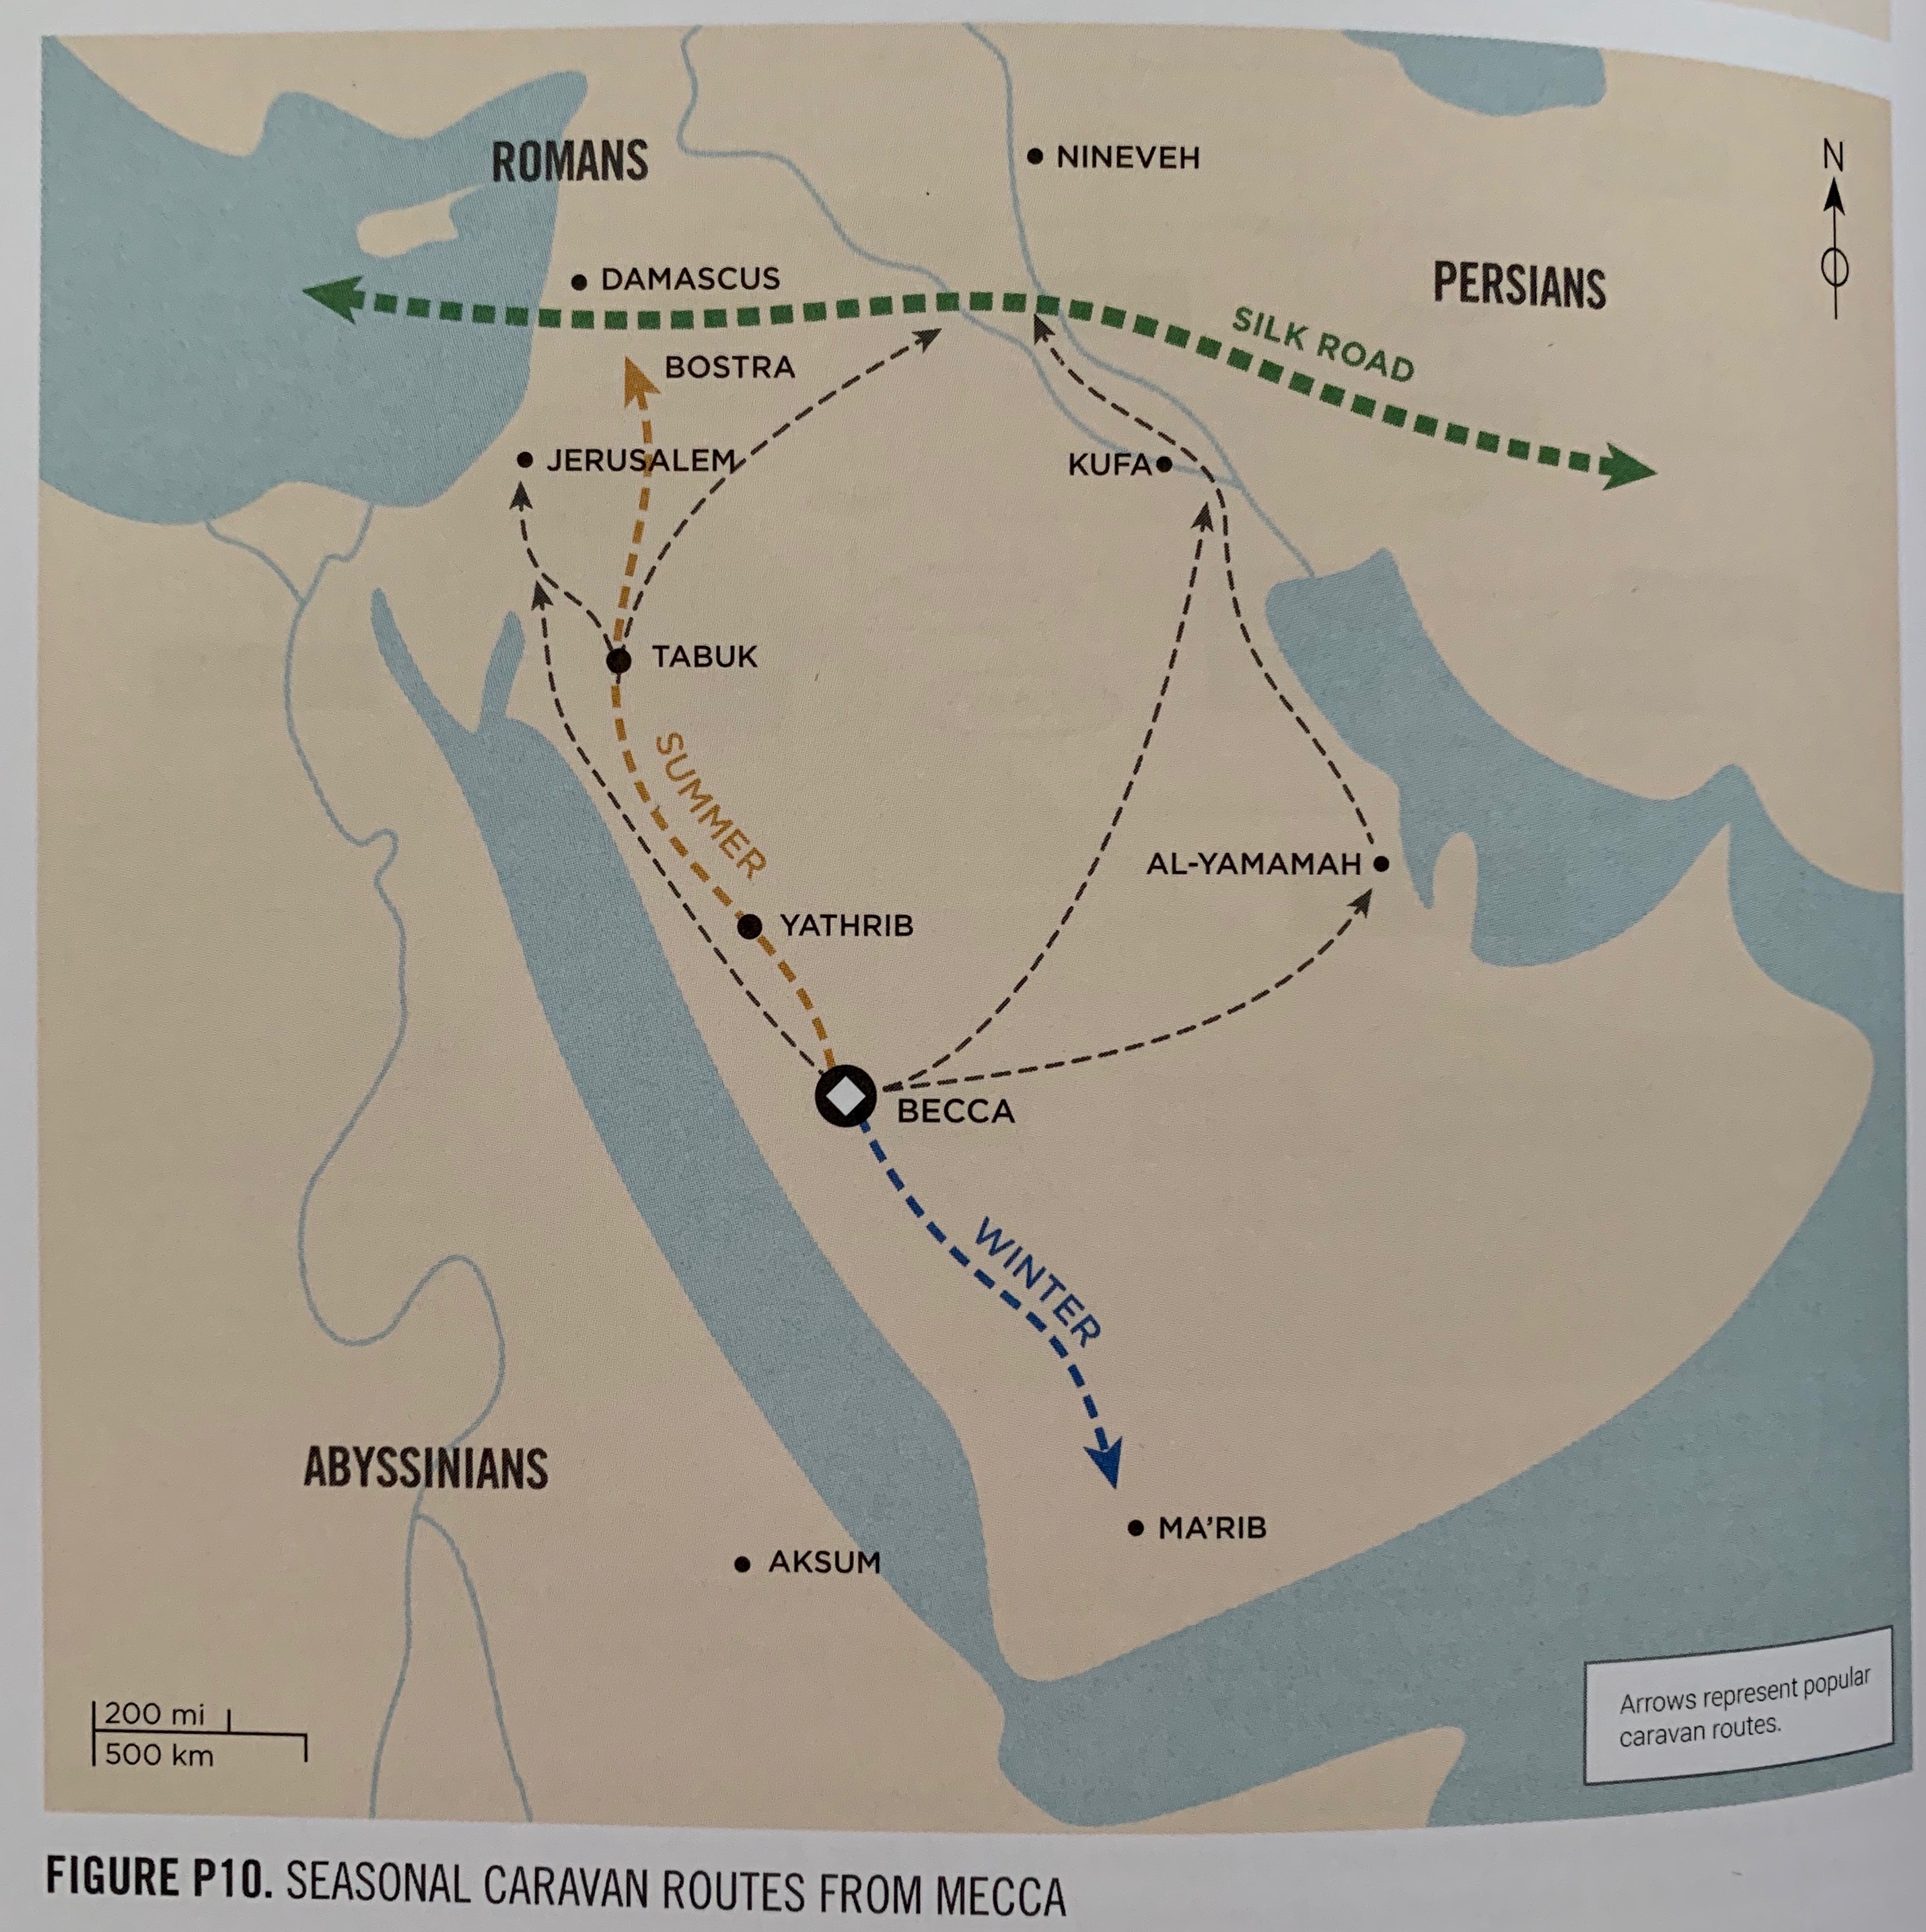 N
ROMANS
NINEVEH
DAMASCUS
PERSIANS
SILK ROAD
BOSTRA
JERUSALEM
KUFA
TABUK
SUMMER
AL-YAMAMAH
YATHRIB
BECCA
WINTER
ABYSSINIANS
MA'RIB
AKSUM
200 mi
500 km
Arrows represent popular
caravan routes.
FIGURE P10. SEASONAL CARAVAN ROUTES FROM MECCA